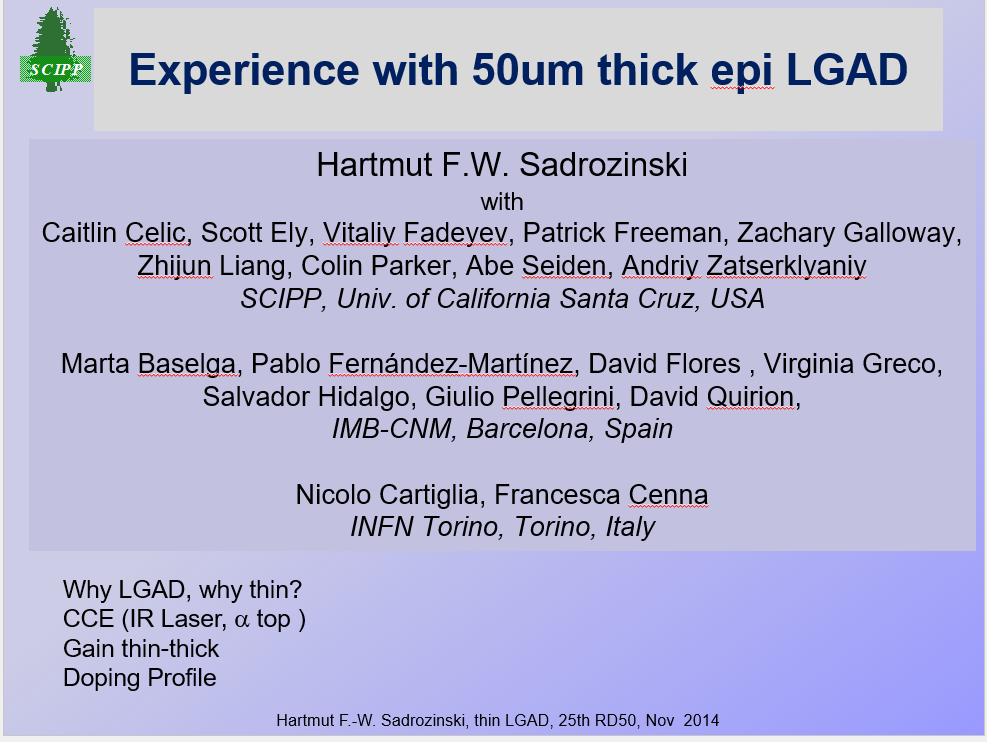 SCIPP
Experience with 50um thick epi LGAD
Hartmut F.W. Sadrozinski
with
Caitlin Celic, Scott Ely, Vitaliy Fadeyev, Patrick Freeman, Zachary Galloway,
Zhijun Liang, Colin Parker, Abe Seiden, Andriy Zatserklyaniy
SCIPP, Univ. of California Santa Cruz, USA
Marta Baselga, Pablo Fernández-Martínez, David Flores , Virginia Greco,
Salvador Hidalgo, Giulio Pellegrini, David Quirion,
IMB-CNM, Barcelona, Spain
Nicolo Cartiglia, Francesca Cenna
INFN Torino, Torino, Italy
Why LGAD, why thin?
CCE (IR Laser, α top )
Gain thin-thick
Doping Profile
Hartmut F.-W. Sadrozinski, thin LGAD, 25th RD50, Nov  2014